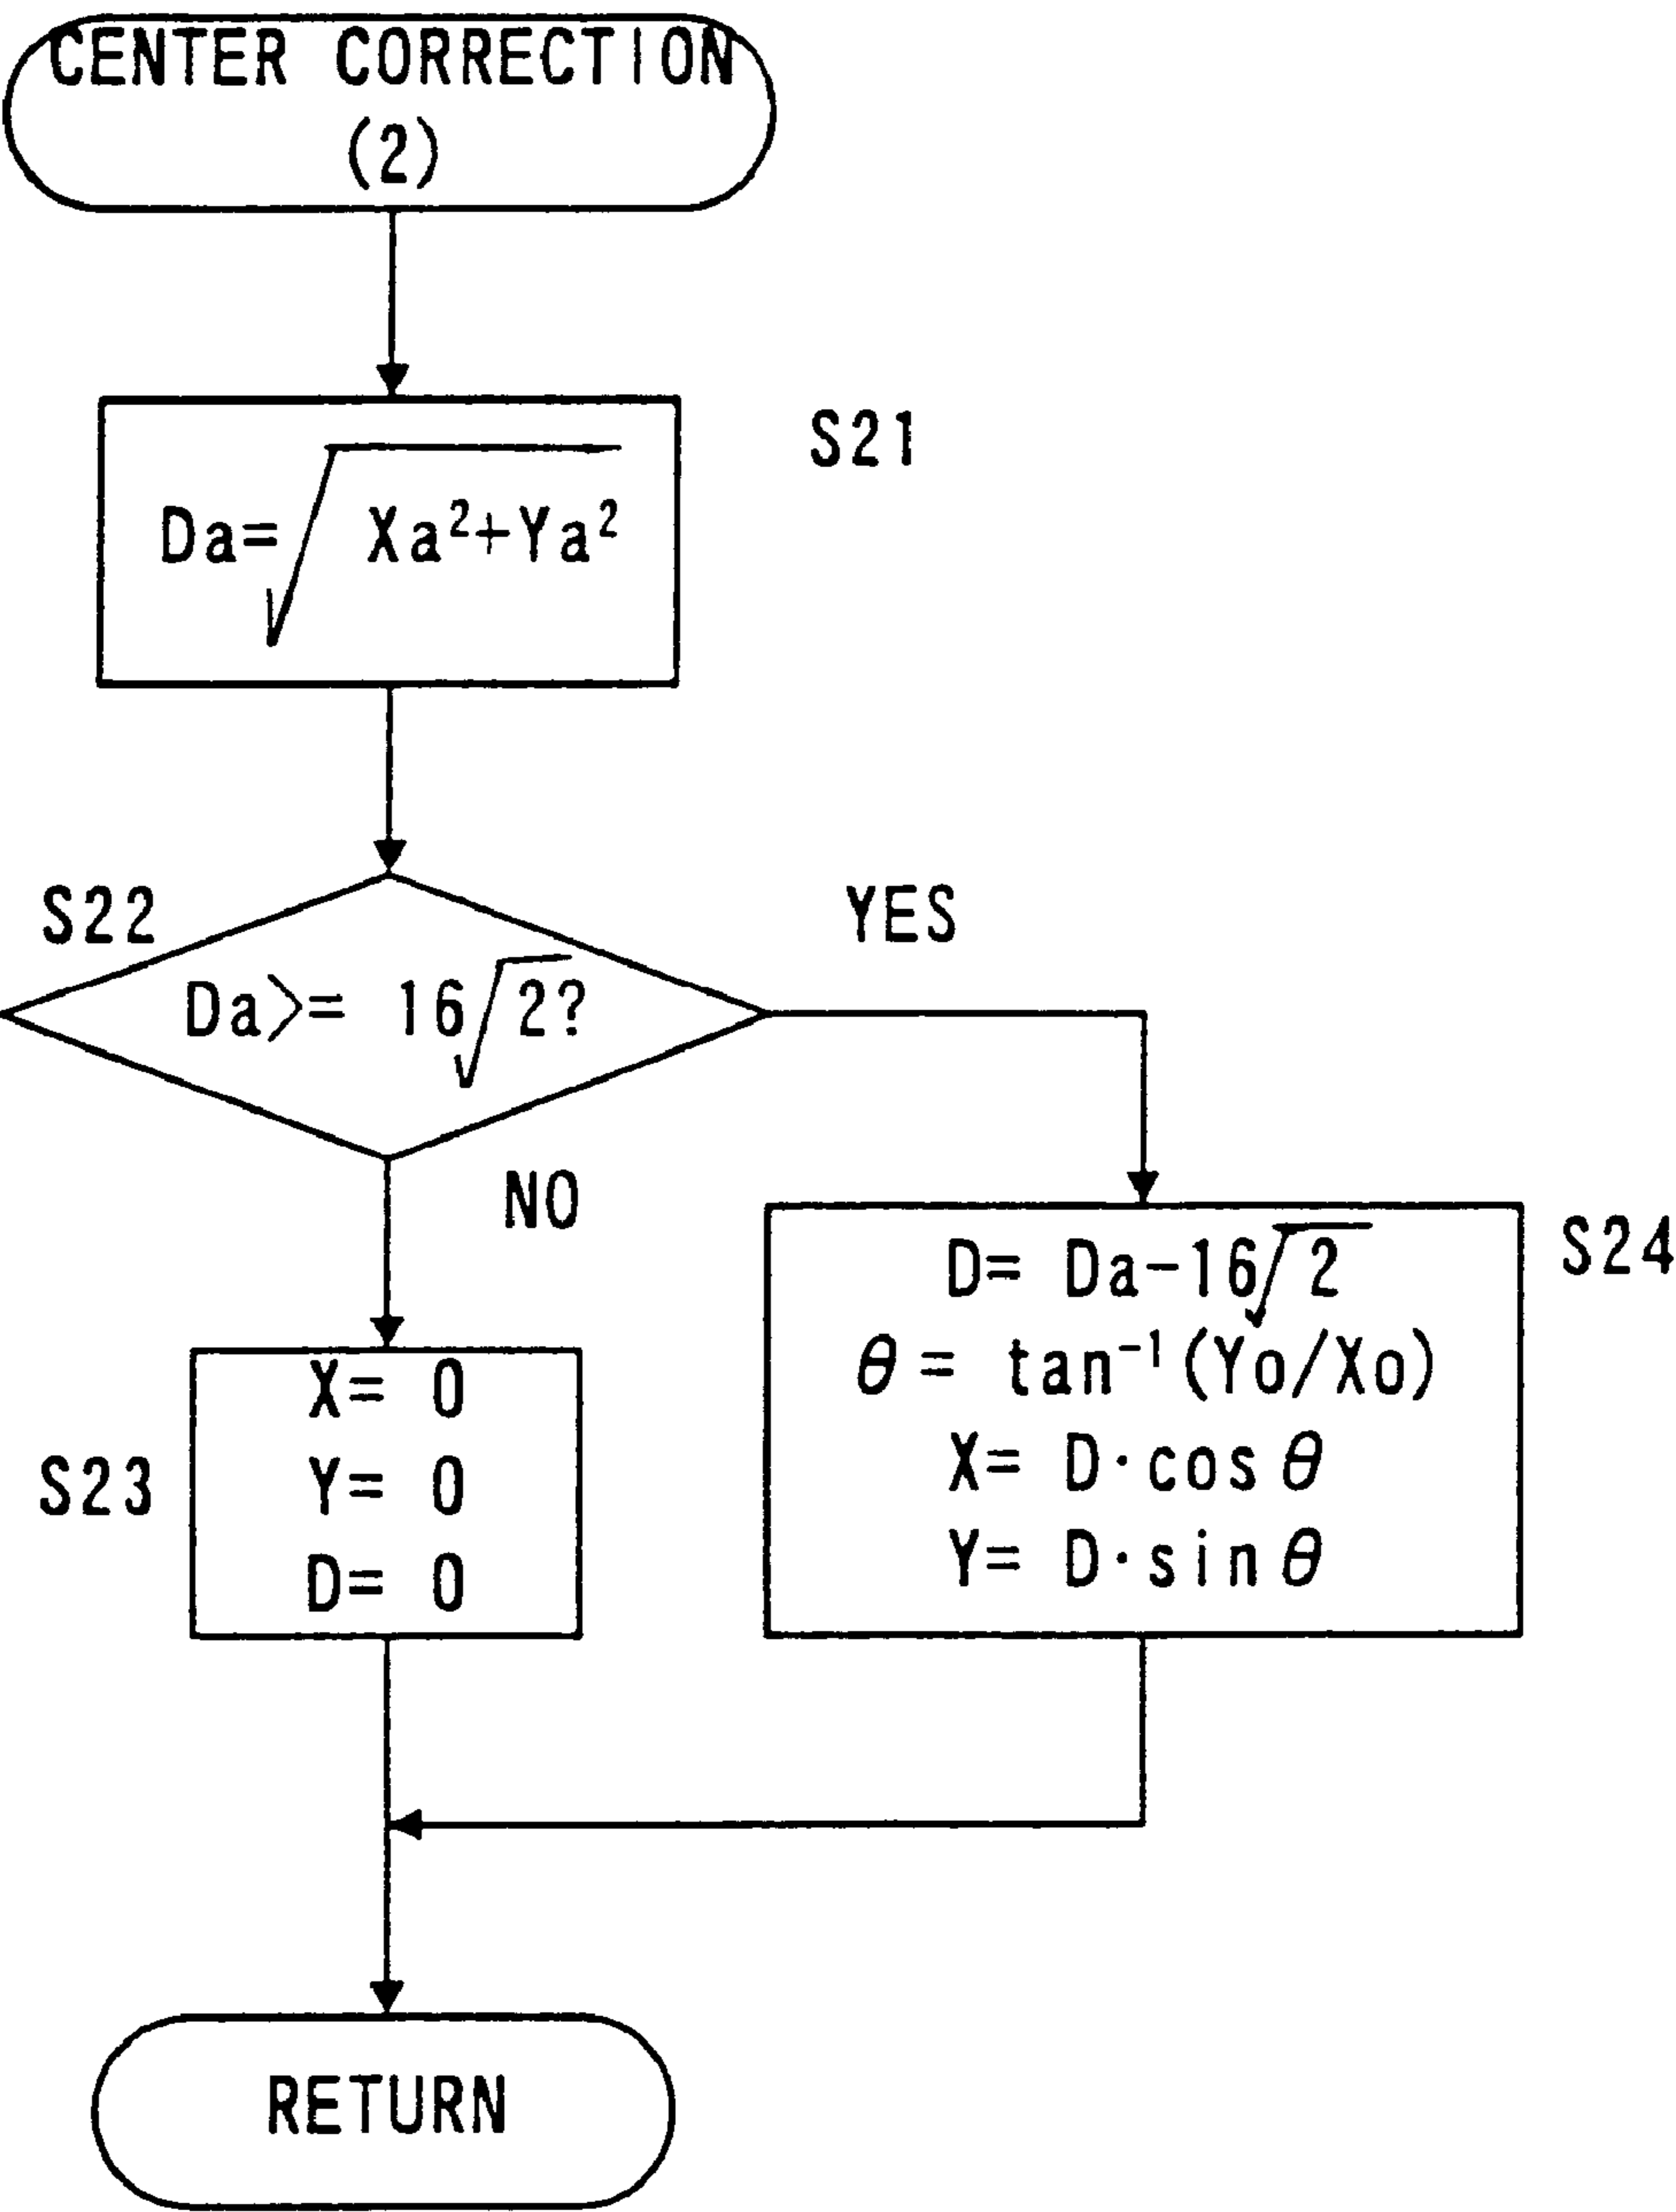 CENTER CORRECTION
(2)
S21
Da=√Xa²+Ya²
S22
YES
Da>= 16√2?
NO
S24
D= Da-16√2
θ= tan⁻¹(Yo/Xo)
X= D·cosθ
Y= D·sinθ
S23
X= 0
Y= 0
D= 0
RETURN